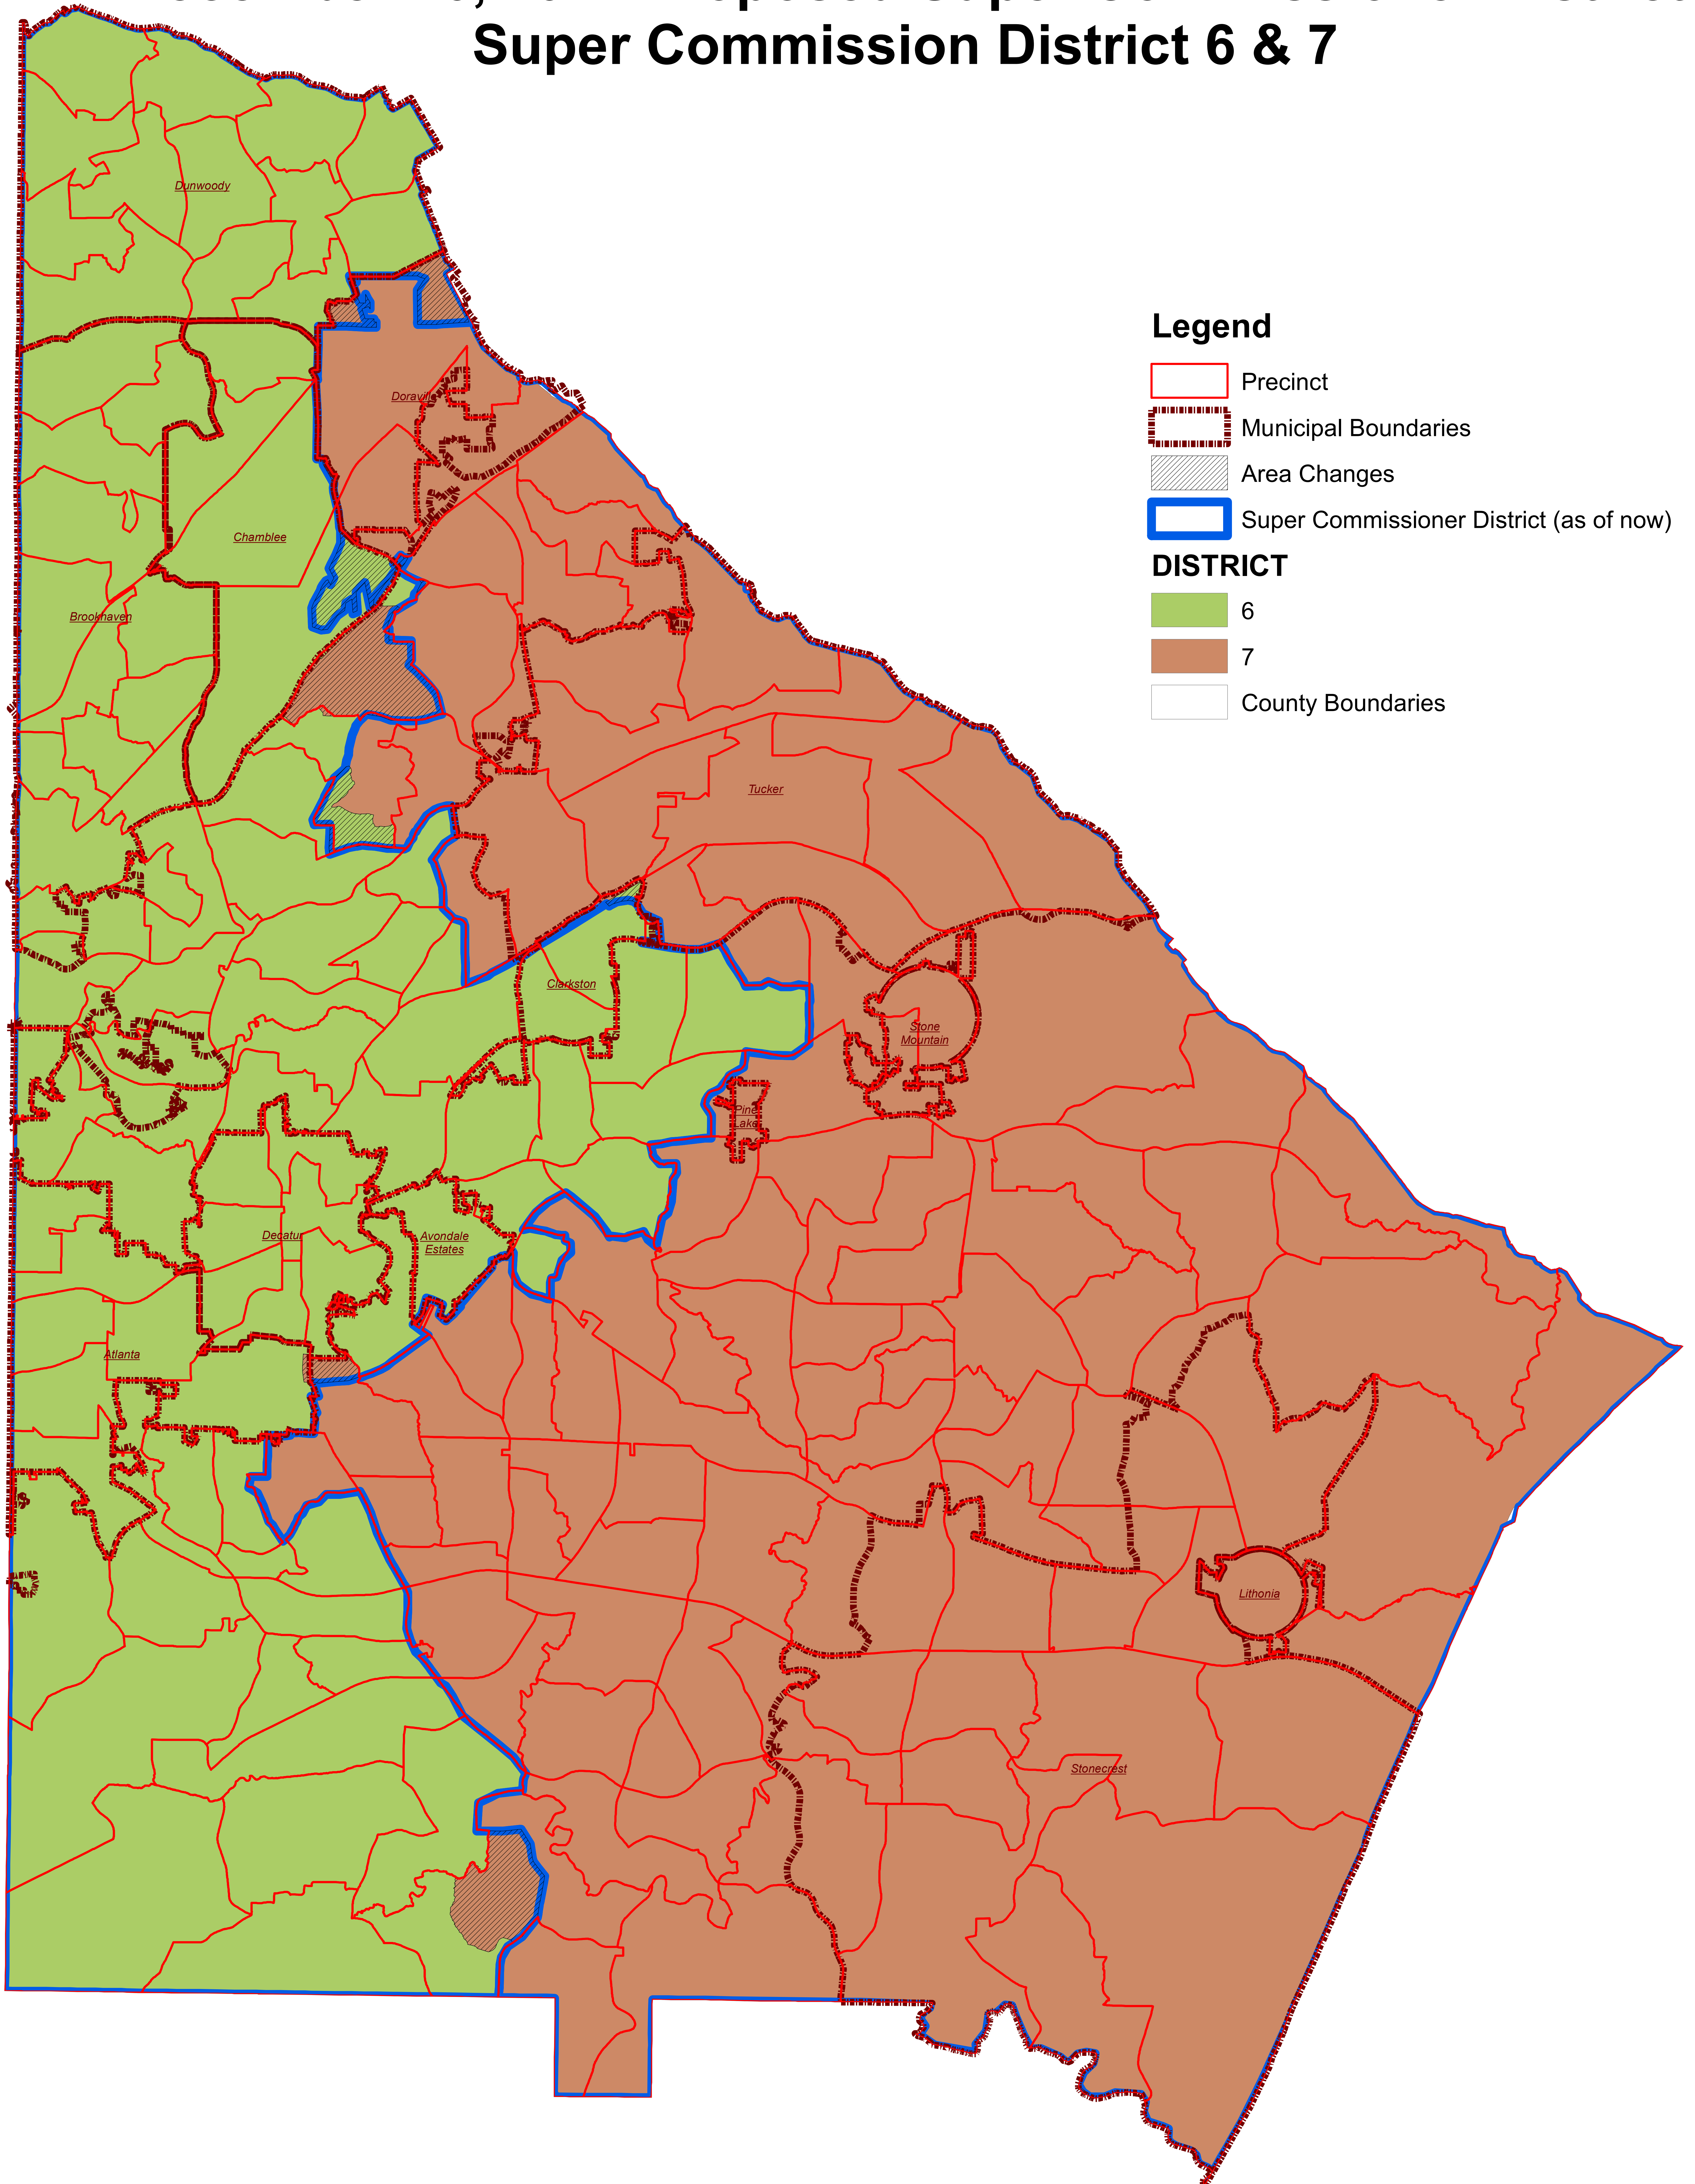 Super Commission District 6 & 7
Dunwoody
Legend
Precinct
Doravill
Municipal Boundaries
Area Changes
Super Commissioner District (as of now)
Chamblee
DISTRICT
6
Brookhaven
7
County Boundaries
Tucker
Clarkston
Stone
Mountain
Pine
Lake
Decatur
Avondale
Estates
Atlanta
Lithonia
Stonecrest